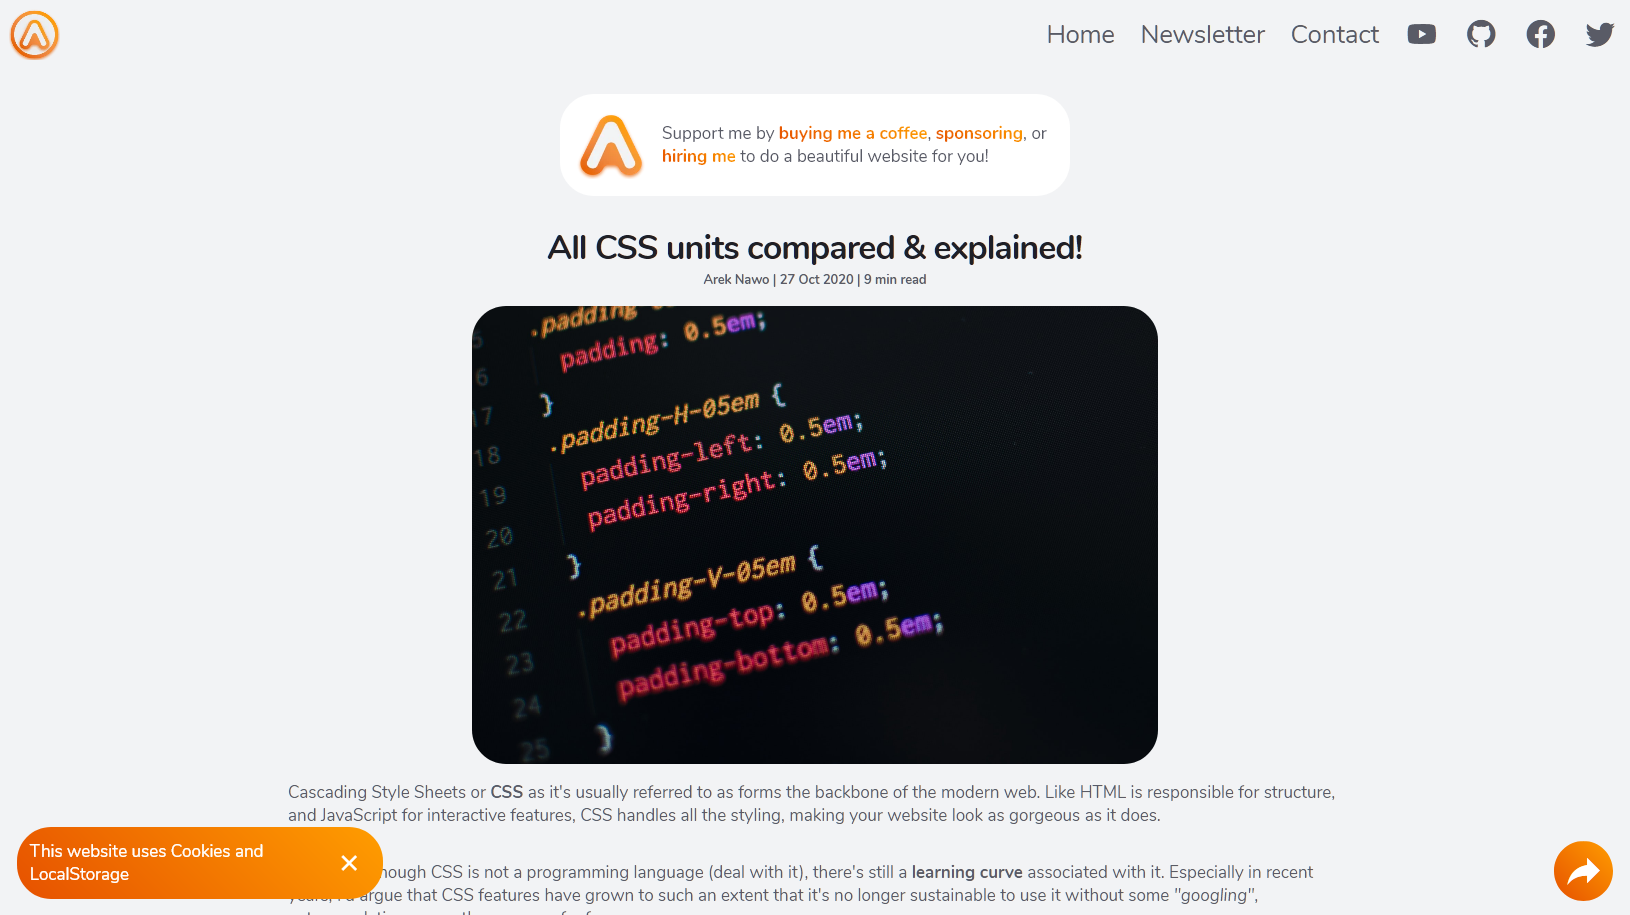 Home Newsletter Contact
Support me by buying me a coffee, sponsoring, or
hiring me to do a beautiful website for you!
All CSS units compared & explained!
Arek Nawo | 27 Oct 2020 | 9 min read
.padding
padding: 0.5em;
6
}
17
.padding-H-05em {
18
padding-left: 0.5em;
19
padding-right: 0.5em;
20
}
21
.padding-V-05em {
22
padding-top: 0.5em;
23
padding-bottom: 0.5em;
24
}
25
Cascading Style Sheets or CSS as it's usually referred to as forms the backbone of the modern web. Like HTML is responsible for structure,
and JavaScript for interactive features, CSS handles all the styling, making your website look as gorgeous as it does.
CSS is not a programming language (deal with it), there's still a learning curve associated with it. Especially in recent
argue that CSS features have grown to such an extent that it's no longer sustainable to use it without some "googling",
This website uses Cookies and
LocalStorage